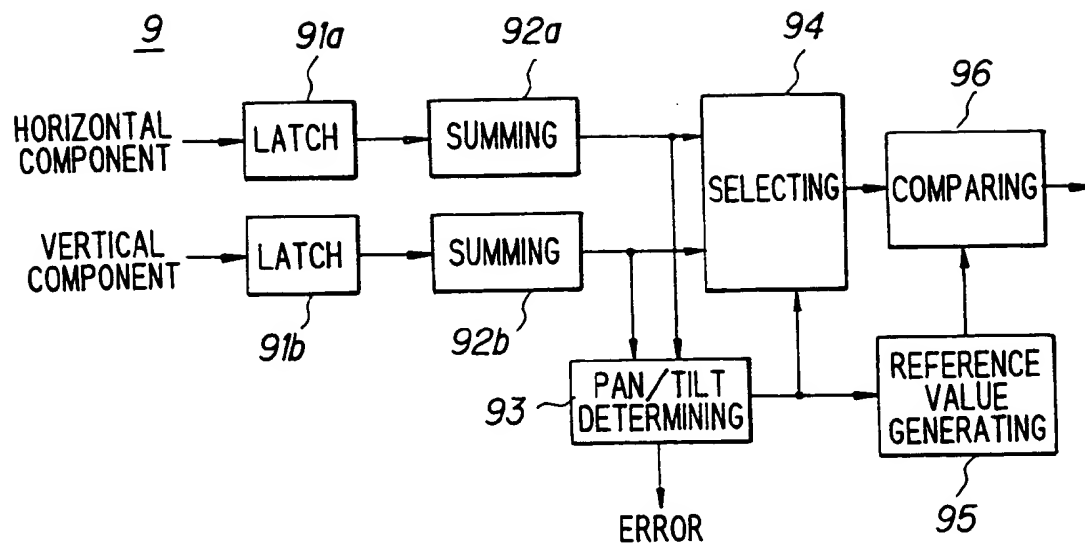 9
91a
92a
94
96
HORIZONTAL
COMPONENT
LATCH
SUMMING
SELECTING
COMPARING
VERTICAL
COMPONENT
LATCH
SUMMING
91b
92b
93
PAN/TILT
DETERMINING
REFERENCE
VALUE
GENERATING
95
ERROR